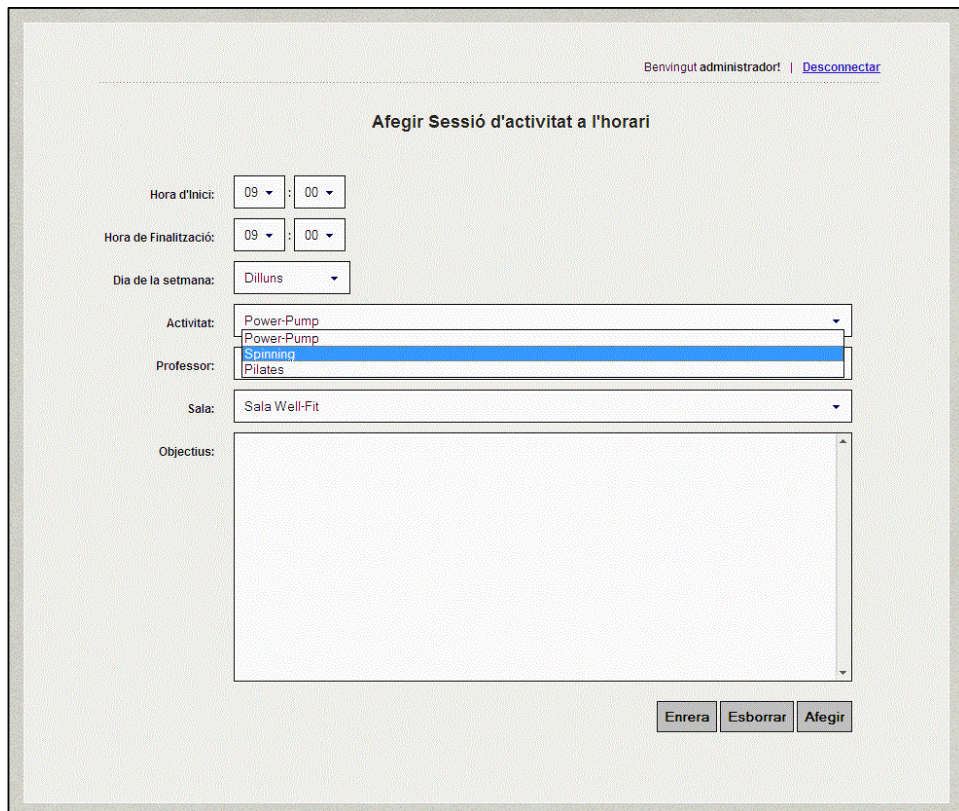 Benvingut administrador! | Desconnectar
Afegir Sessió d'activitat a l'horari
Hora d'Inici: 09 : 00
Hora de Finalització: 09 : 00
Dia de la setmana: Dilluns
Activitat: Power-Pump
Power-Pump
Spinning
Professor:
Pilates
Sala: Sala Well-Fit
Objectius:
Enrera Esborrar Afegir